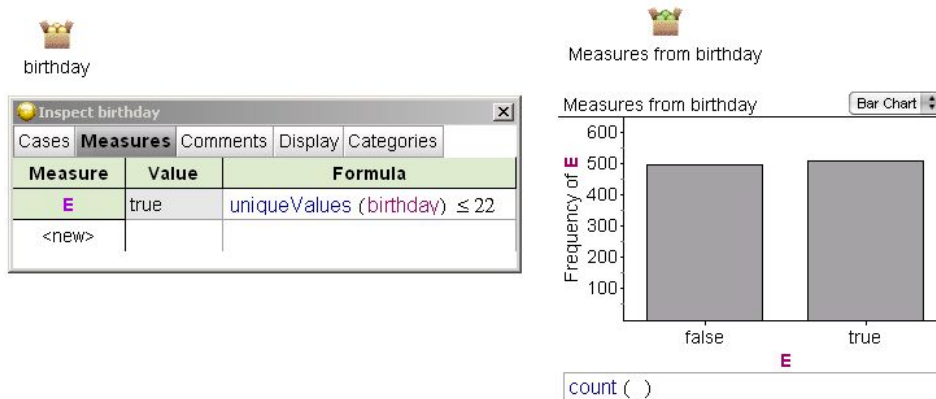 birthday
Inspect birthday
Cases Measures Comments Display Categories
Measure Value Formula
E true uniqueValues (birthday) ≤ 22
<new>
Measures from birthday
Measures from birthday Bar Chart
Frequency of E
600
500
400
300
200
100
false true
E
count ( )